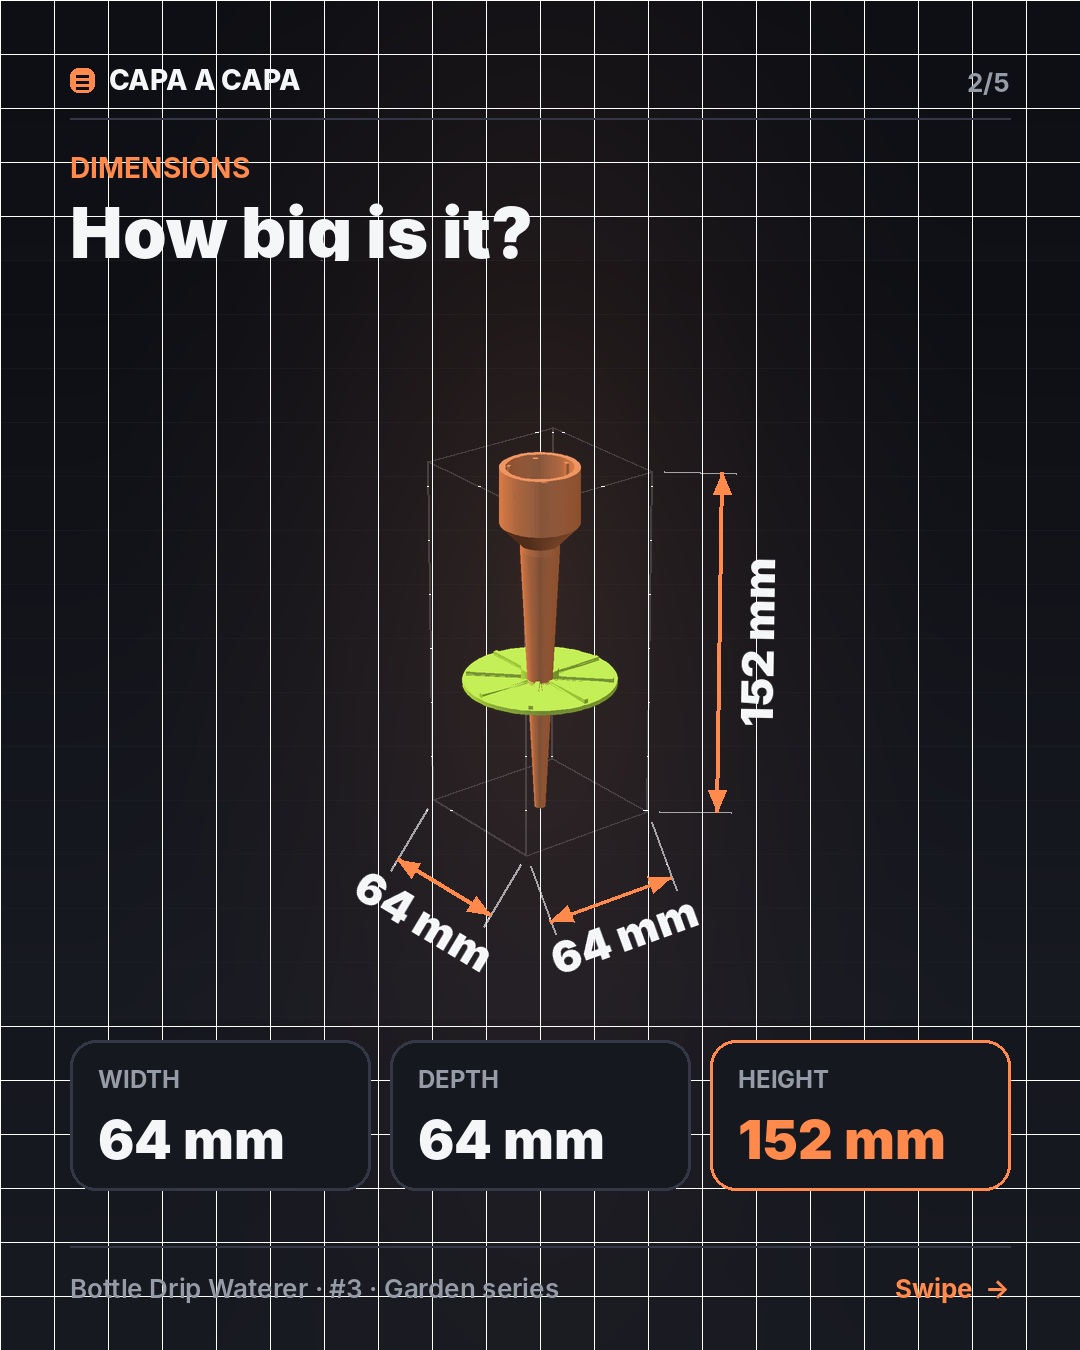 CAPA A CAPA
2/5
DIMENSIONS
How big is it?
152 mm
64 mm
64 mm
WIDTH
64 mm
DEPTH
64 mm
HEIGHT
152 mm
Bottle Drip Waterer · #3 · Garden series
Swipe →